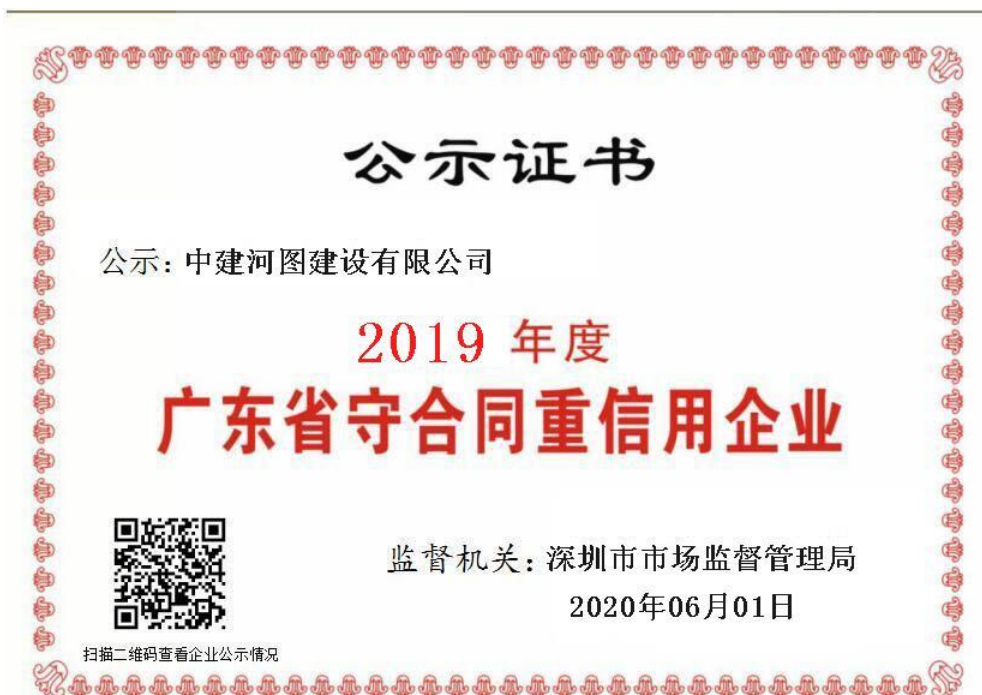 公示证书
公示：中建河图建设有限公司
2019 年度
广东省守合同重信用企业
监督机关：深圳市市场监督管理局
2020年06月01日
扫描二维码查看企业公示情况